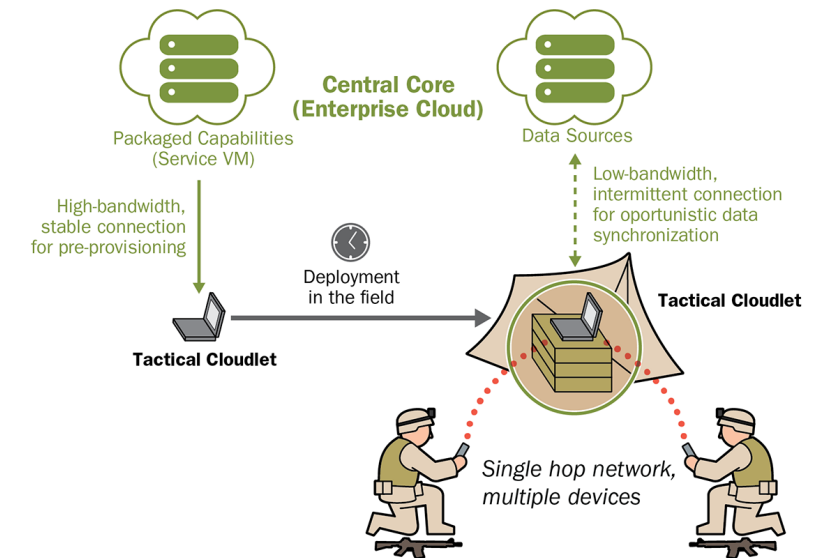 Central Core
(Enterprise Cloud)
Packaged Capabilities
(Service VM)
Data Sources
High-bandwidth,
stable connection
for pre-provisioning
Low-bandwidth,
intermittent connection
for oportunistic data
synchronization
Deployment
in the field
Tactical Cloudlet
Tactical Cloudlet
Single hop network,
multiple devices